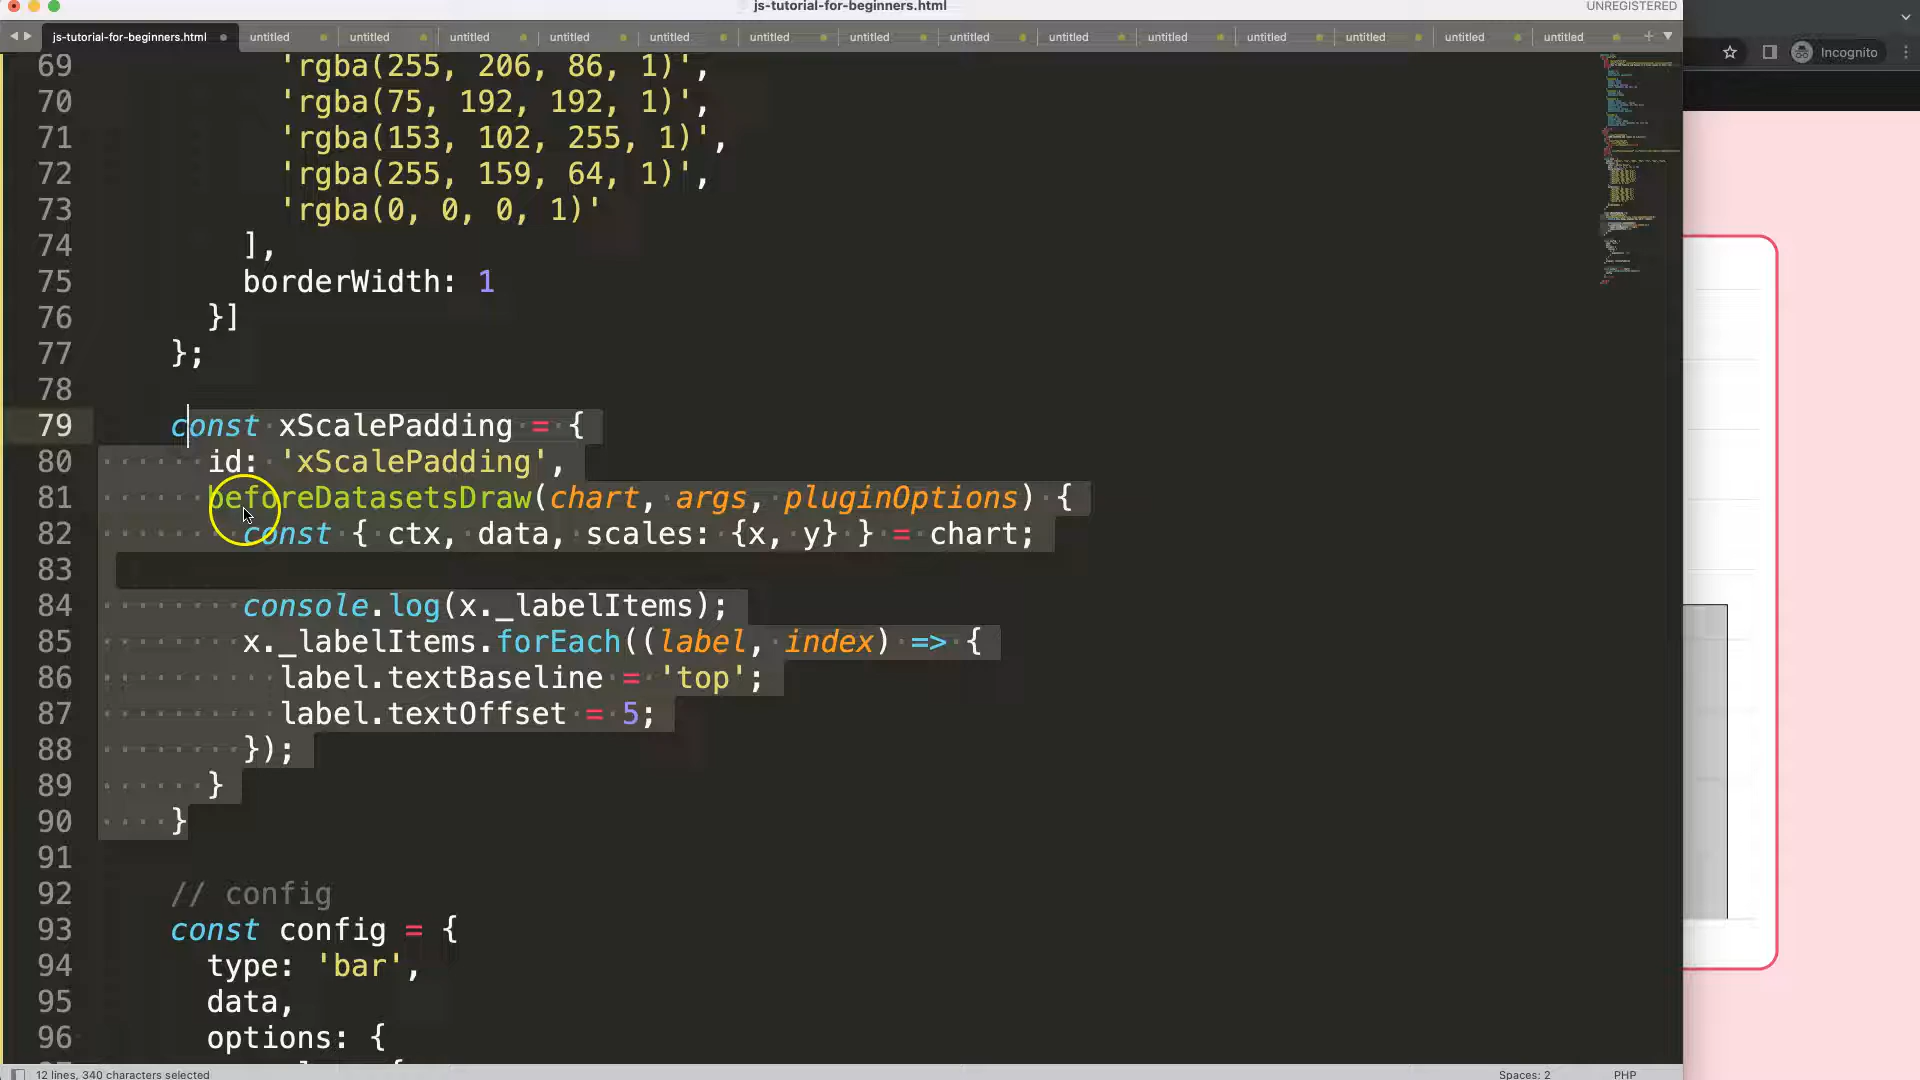 js-tutorial-for-beginners.html
UNREGISTERED
js-tutorial-for-beginners.html untitled untitled untitled untitled untitled untitled untitled untitled untitled untitled untitled untitled untitled untitled
Incognito
69 'rgba(255, 206, 86, 1)',
70 'rgba(75, 192, 192, 1)',
71 'rgba(153, 102, 255, 1)',
72 'rgba(255, 159, 64, 1)',
73 'rgba(0, 0, 0, 1)'
74 ],
75 borderWidth: 1
76 }]
77 };
78
79 const xScalePadding = {
80 id: 'xScalePadding',
81 beforeDatasetsDraw(chart, args, pluginOptions) {
82 const { ctx, data, scales: {x, y} } = chart;
83
84 console.log(x._labelItems);
85 x._labelItems.forEach((label, index) => {
86 label.textBaseline = 'top';
87 label.textOffset = 5;
88 });
89 }
90 }
91
92 // config
93 const config = {
94 type: 'bar',
95 data,
96 options: {
12 lines, 340 characters selected
Spaces: 2
PHP